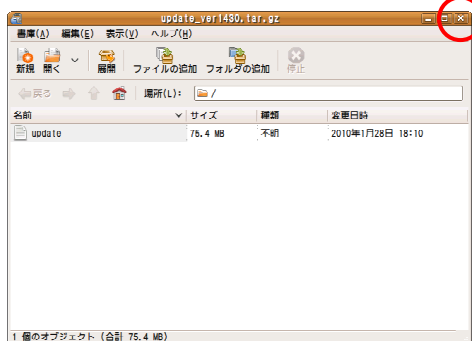 update_ver1430.tar.gz
書庫(A) 編集(E) 表示(V) ヘルプ(H)
新規 開く 展開 ファイルの追加 フォルダの追加 停止
戻る 場所(L): /
名前 サイズ 種類 変更日時
update 75.4 MB 不明 2010年1月28日 18:10
1 個のオブジェクト (合計 75.4 MB)